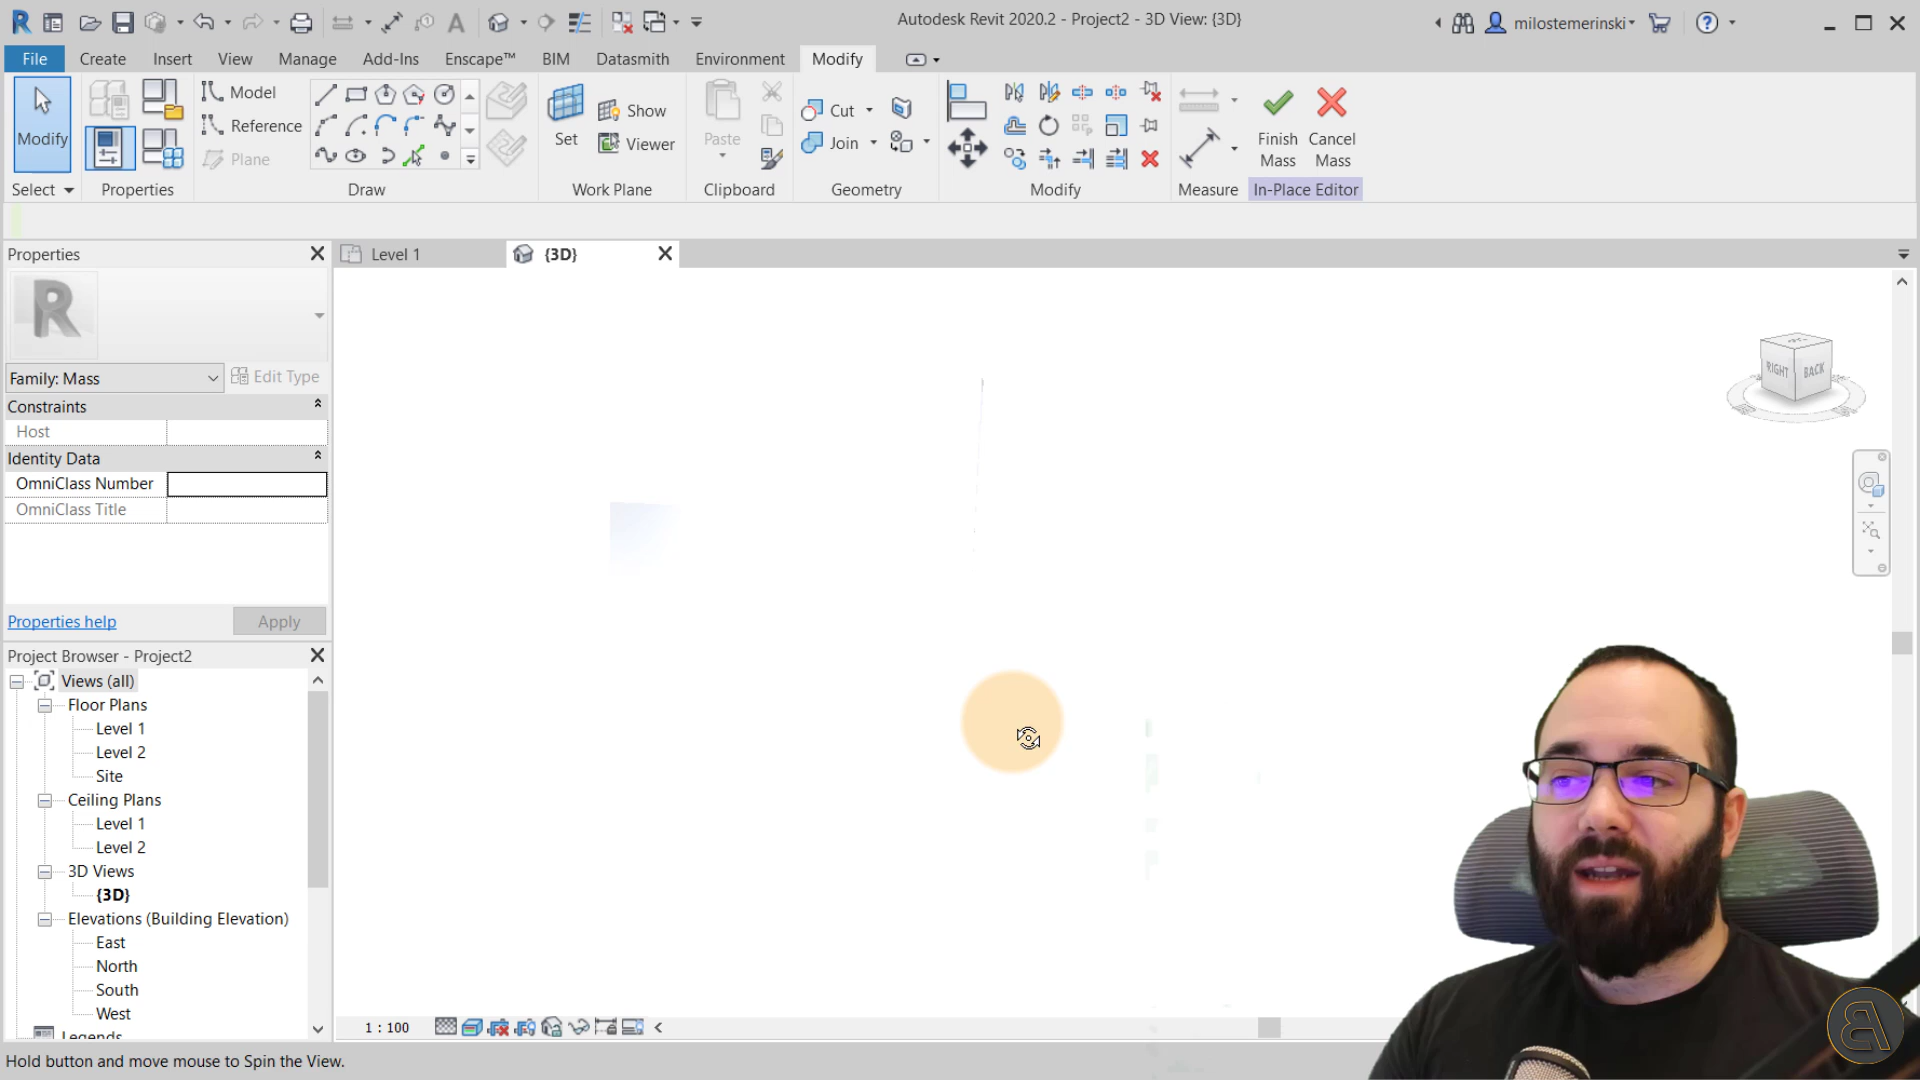 Autodesk Revit 2020.2 - Project2 - 3D View: {3D}
milostemerinski
File Create Insert View Manage Add-Ins Enscape™ BIM Datasmith Environment Modify
Modify
Select
Properties
Model
Reference
Plane
Draw
Set
Show
Viewer
Work Plane
Paste
Clipboard
Cut
Join
Geometry
Modify
Measure
Finish Mass
Cancel Mass
In-Place Editor
Properties
Level 1
{3D}
R
Family: Mass
Edit Type
Constraints
Host
Identity Data
OmniClass Number
OmniClass Title
Properties help
Apply
RIGHT
BACK
Project Browser - Project2
Views (all)
Floor Plans
Level 1
Level 2
Site
Ceiling Plans
Level 1
Level 2
3D Views
{3D}
Elevations (Building Elevation)
East
North
South
West
Legends
1 : 100
Hold button and move mouse to Spin the View.